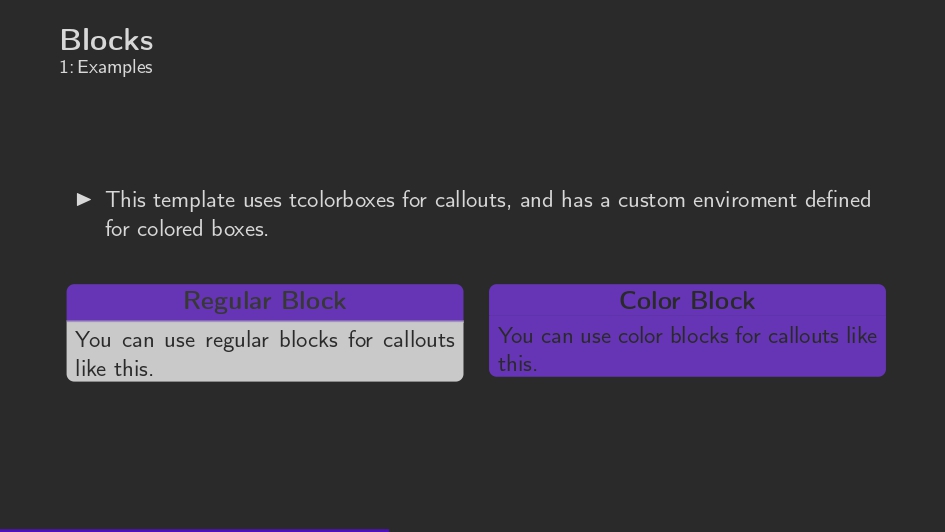 Blocks
1: Examples
▶ This template uses tcolorboxes for callouts, and has a custom enviroment defined
for colored boxes.
Regular Block
You can use regular blocks for callouts
like this.
Color Block
You can use color blocks for callouts like
this.